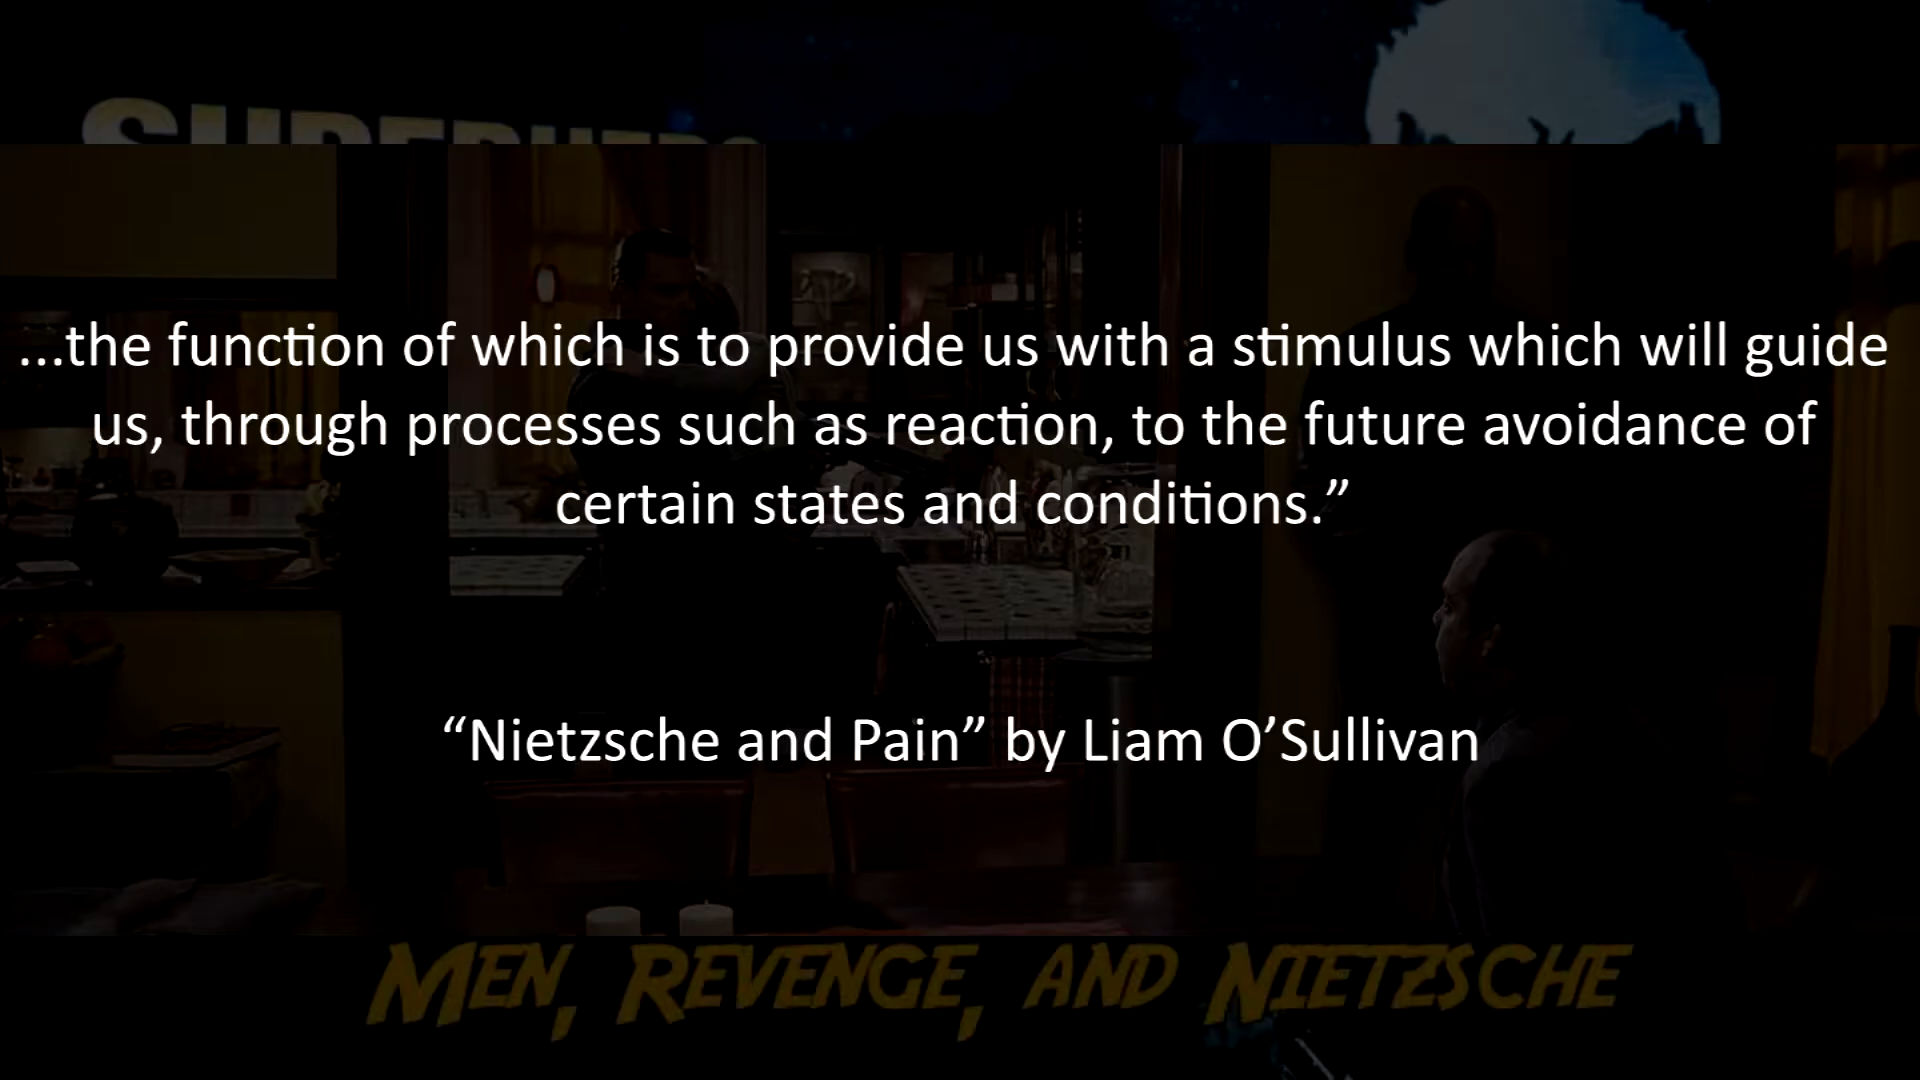 SUPERHERO
...the function of which is to provide us with a stimulus which will guide
us, through processes such as reaction, to the future avoidance of
certain states and conditions.”
“Nietzsche and Pain” by Liam O’Sullivan
MEN, REVENGE, AND NIETZSCHE